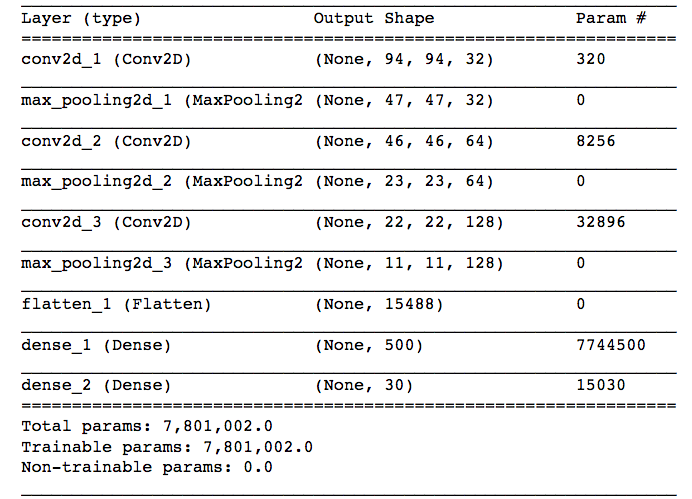 Layer (type) Output Shape Param #
=================================================================
conv2d_1 (Conv2D) (None, 94, 94, 32) 320
max_pooling2d_1 (MaxPooling2 (None, 47, 47, 32) 0
conv2d_2 (Conv2D) (None, 46, 46, 64) 8256
max_pooling2d_2 (MaxPooling2 (None, 23, 23, 64) 0
conv2d_3 (Conv2D) (None, 22, 22, 128) 32896
max_pooling2d_3 (MaxPooling2 (None, 11, 11, 128) 0
flatten_1 (Flatten) (None, 15488) 0
dense_1 (Dense) (None, 500) 7744500
dense_2 (Dense) (None, 30) 15030
=================================================================
Total params: 7,801,002.0
Trainable params: 7,801,002.0
Non-trainable params: 0.0